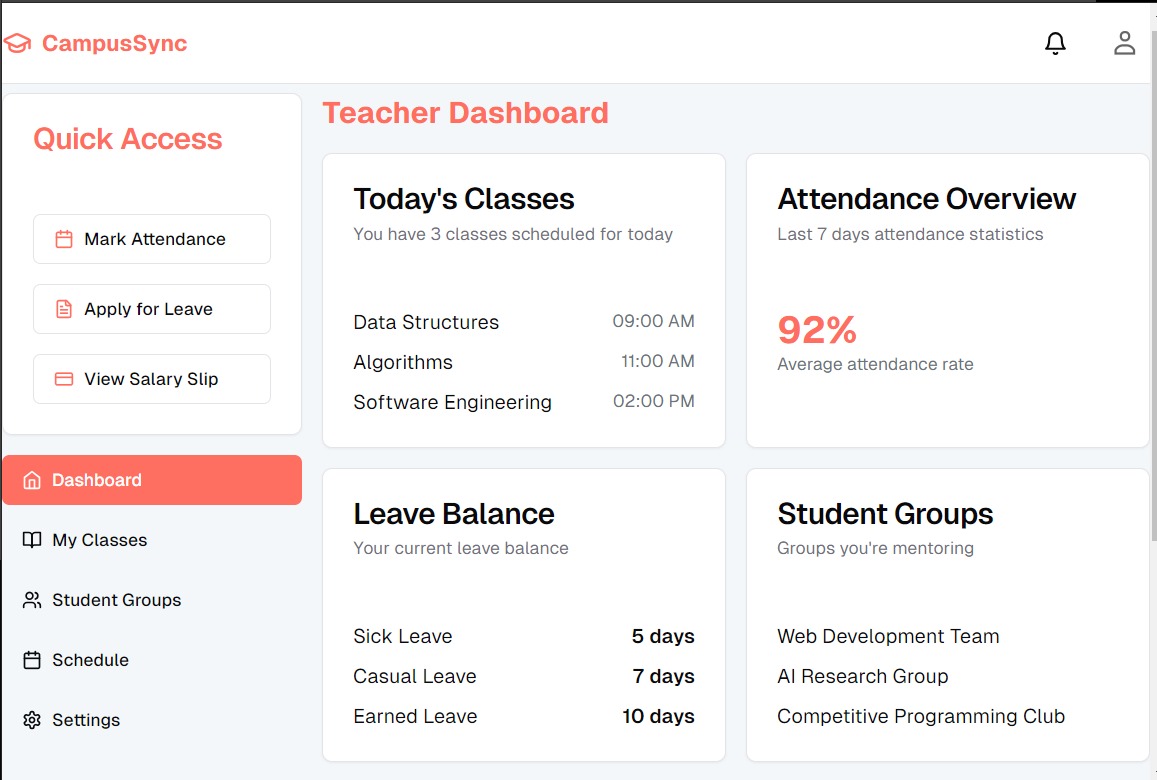 CampusSync
Quick Access
Mark Attendance
Apply for Leave
View Salary Slip
Dashboard
My Classes
Student Groups
Schedule
Settings
Teacher Dashboard
Today's Classes
You have 3 classes scheduled for today
Data Structures 09:00 AM
Algorithms 11:00 AM
Software Engineering 02:00 PM
Attendance Overview
Last 7 days attendance statistics
92%
Average attendance rate
Leave Balance
Your current leave balance
Sick Leave 5 days
Casual Leave 7 days
Earned Leave 10 days
Student Groups
Groups you're mentoring
Web Development Team
AI Research Group
Competitive Programming Club